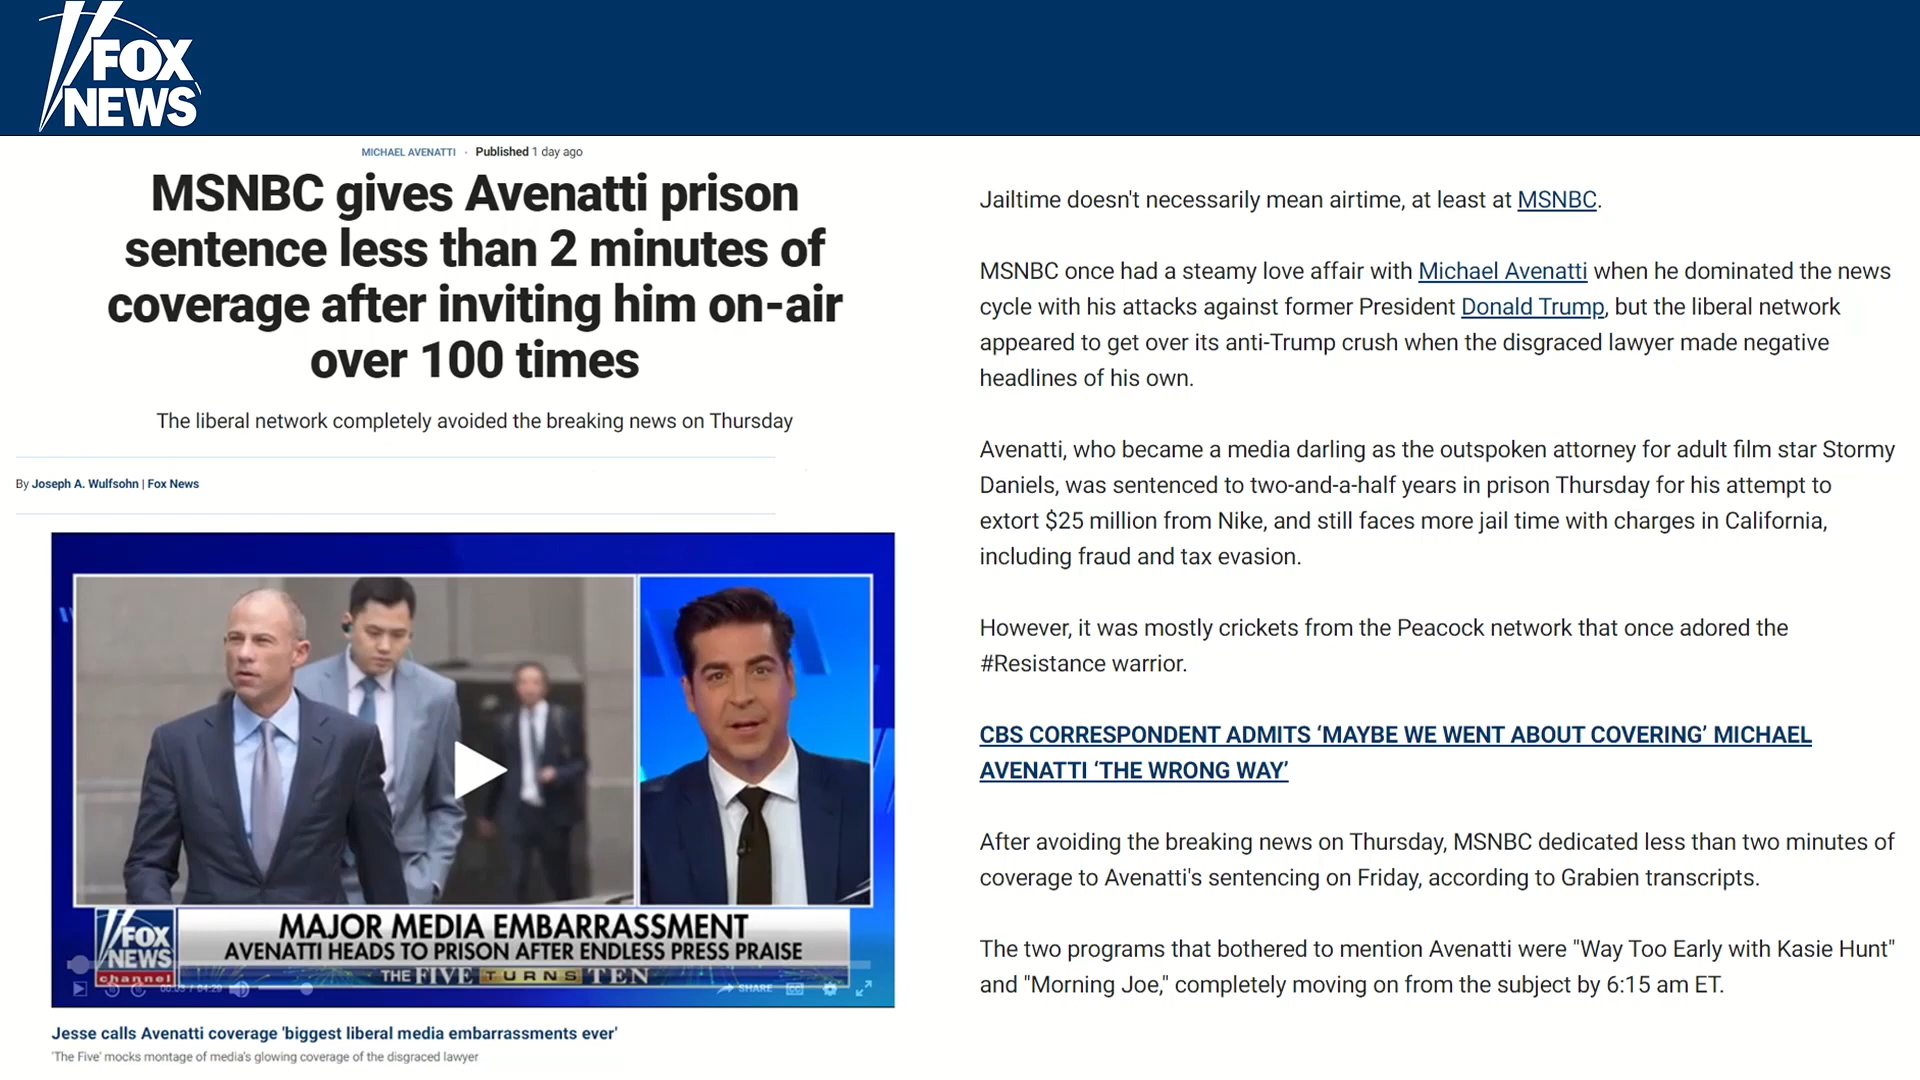 FOX
NEWS
MICHAEL AVENATTI · Published 1 day ago
MSNBC gives Avenatti prison
sentence less than 2 minutes of
coverage after inviting him on-air
over 100 times
The liberal network completely avoided the breaking news on Thursday
By Joseph A. Wulfsohn | Fox News
MAJOR MEDIA EMBARRASSMENT
AVENATTI HEADS TO PRISON AFTER ENDLESS PRESS PRAISE
FOX
NEWS
channel
THE FIVE TURNS TEN
00:03 / 04:29
SHARE
Jesse calls Avenatti coverage 'biggest liberal media embarrassments ever'
'The Five' mocks montage of media's glowing coverage of the disgraced lawyer
Jailtime doesn't necessarily mean airtime, at least at MSNBC.
MSNBC once had a steamy love affair with Michael Avenatti when he dominated the news
cycle with his attacks against former President Donald Trump, but the liberal network
appeared to get over its anti-Trump crush when the disgraced lawyer made negative
headlines of his own.
Avenatti, who became a media darling as the outspoken attorney for adult film star Stormy
Daniels, was sentenced to two-and-a-half years in prison Thursday for his attempt to
extort $25 million from Nike, and still faces more jail time with charges in California,
including fraud and tax evasion.
However, it was mostly crickets from the Peacock network that once adored the
#Resistance warrior.
CBS CORRESPONDENT ADMITS ‘MAYBE WE WENT ABOUT COVERING’ MICHAEL
AVENATTI ‘THE WRONG WAY’
After avoiding the breaking news on Thursday, MSNBC dedicated less than two minutes of
coverage to Avenatti's sentencing on Friday, according to Grabien transcripts.
The two programs that bothered to mention Avenatti were "Way Too Early with Kasie Hunt"
and "Morning Joe," completely moving on from the subject by 6:15 am ET.